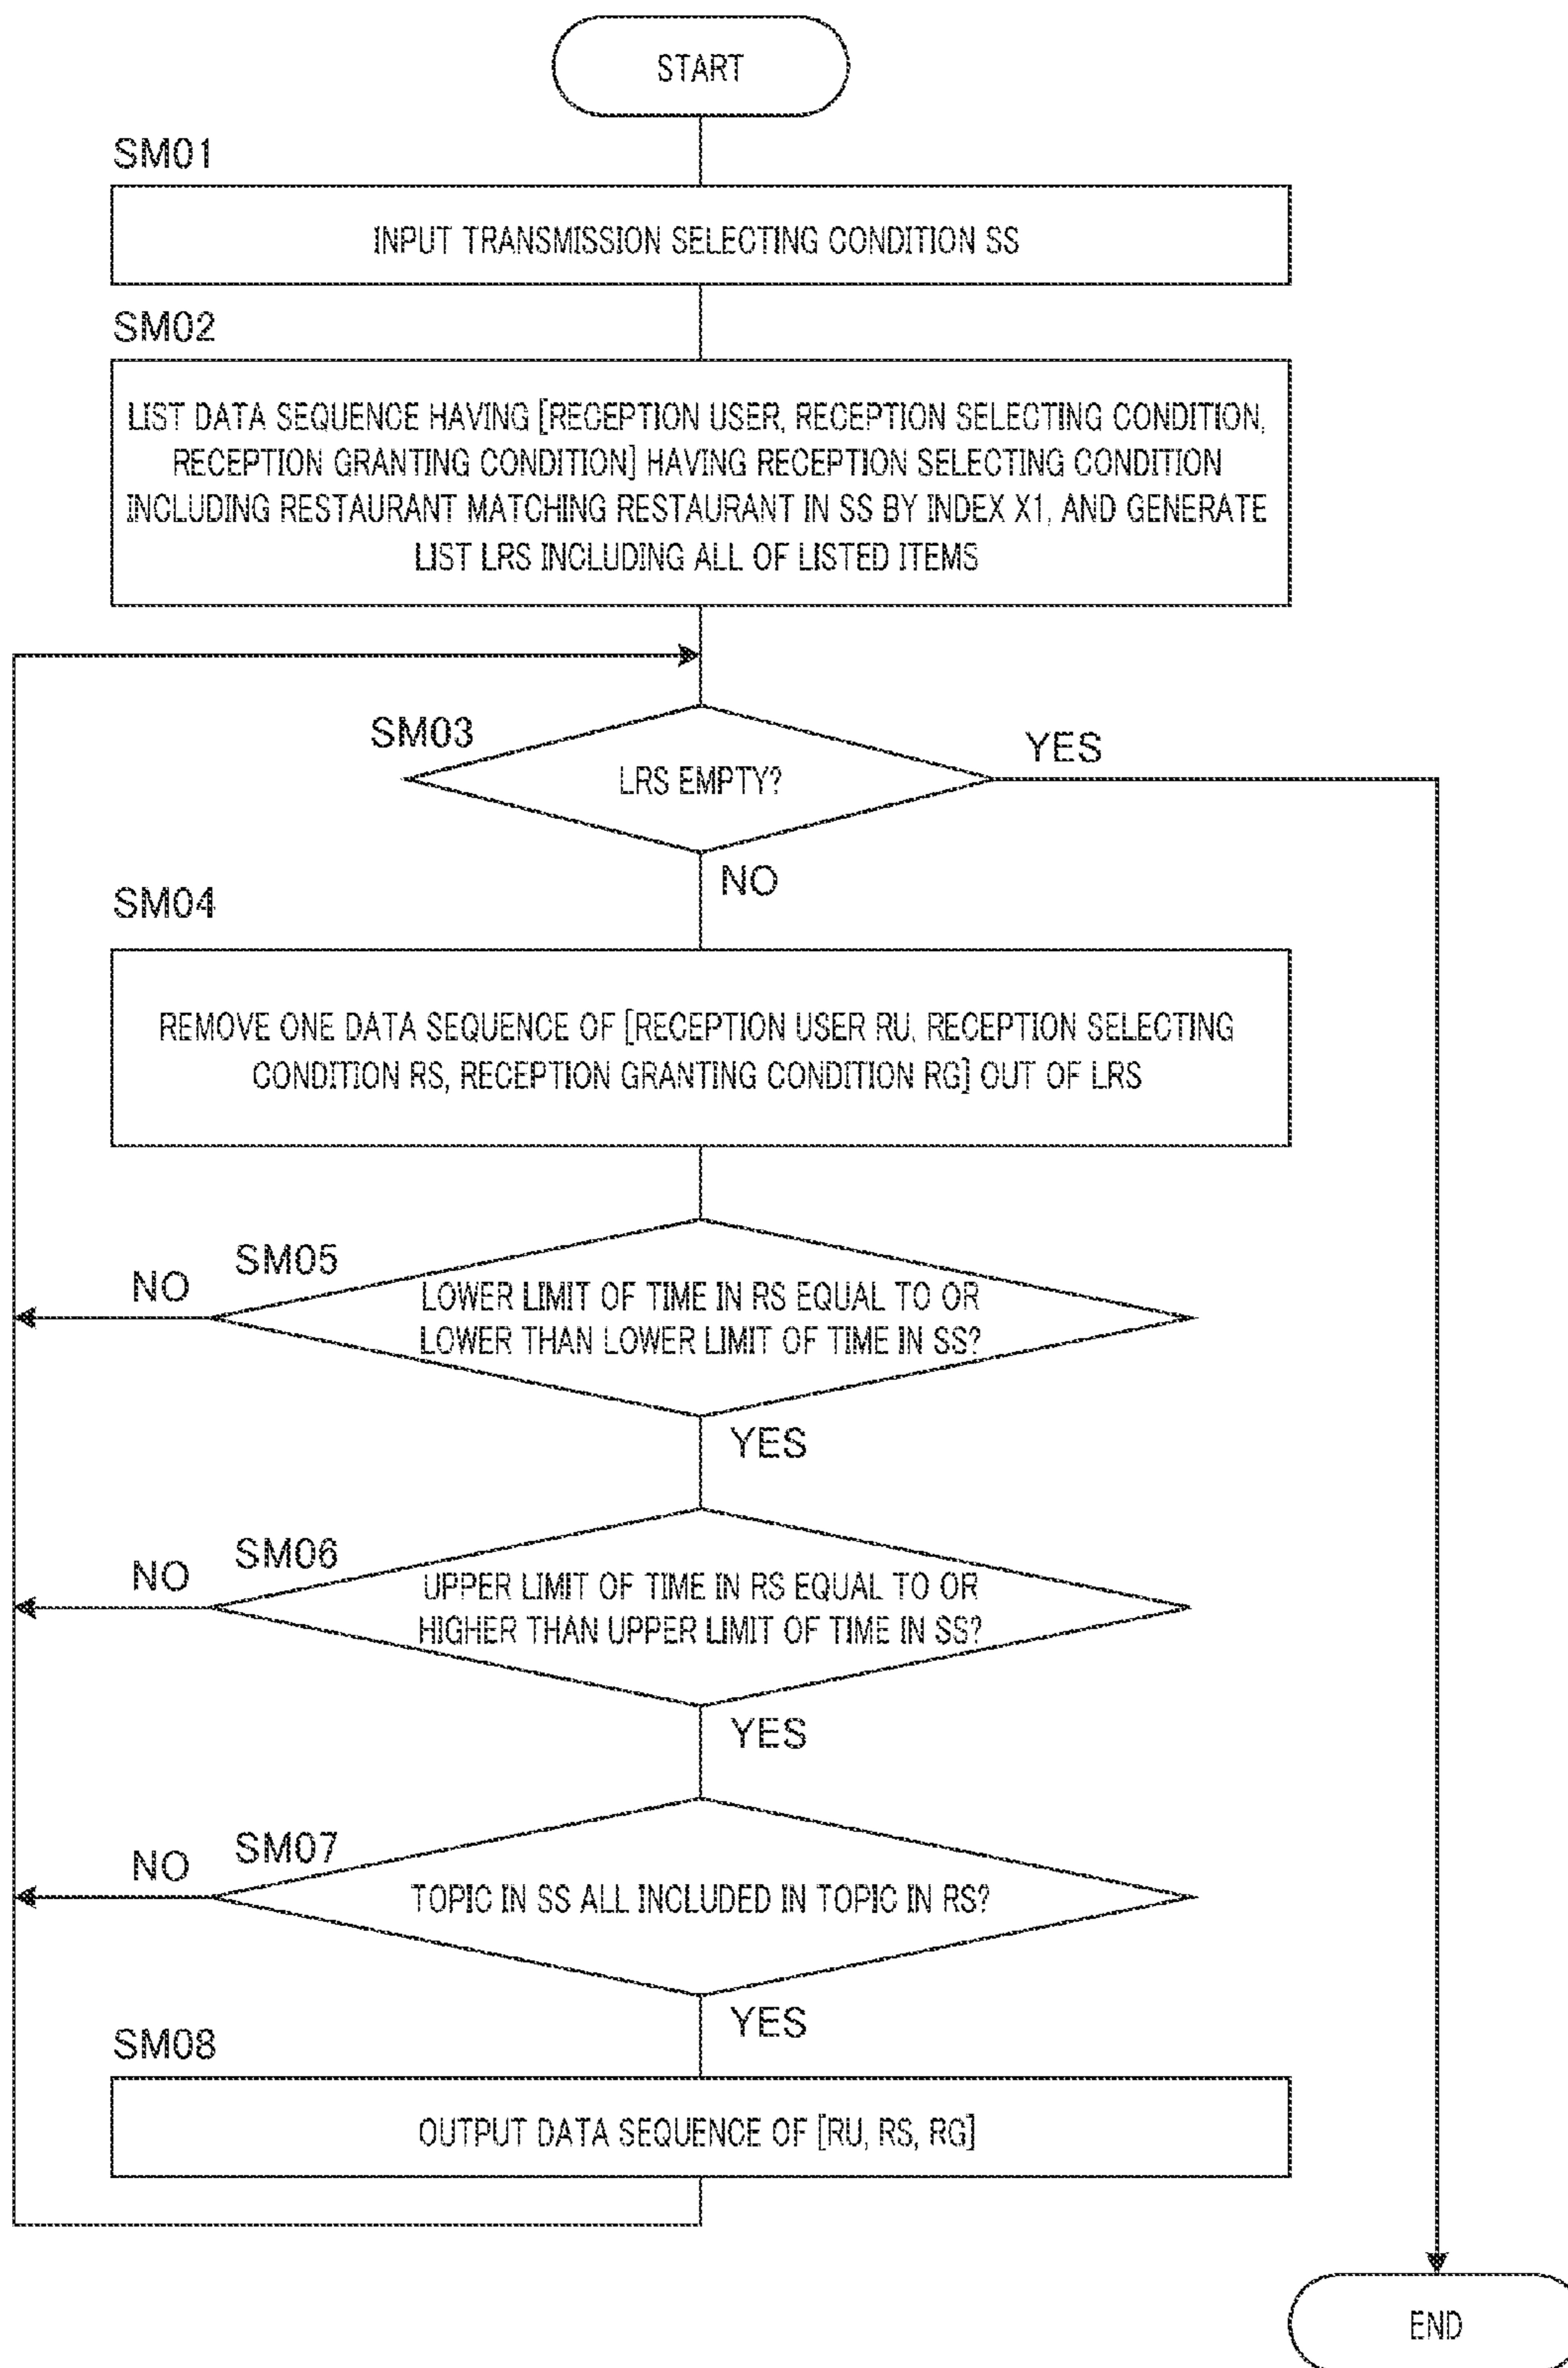 START
SM01
INPUT TRANSMISSION SELECTING CONDITION SS
SM02
LIST DATA SEQUENCE HAVING [RECEPTION USER, RECEPTION SELECTING CONDITION,
RECEPTION GRANTING CONDITION] HAVING RECEPTION SELECTING CONDITION
INCLUDING RESTAURANT MATCHING RESTAURANT IN SS BY INDEX X1, AND GENERATE
LIST LRS INCLUDING ALL OF LISTED ITEMS
SM03
LRS EMPTY?
YES
NO
SM04
REMOVE ONE DATA SEQUENCE OF [RECEPTION USER RU, RECEPTION SELECTING
CONDITION RS, RECEPTION GRANTING CONDITION RG] OUT OF LRS
SM05
NO
LOWER LIMIT OF TIME IN RS EQUAL TO OR
LOWER THAN LOWER LIMIT OF TIME IN SS?
YES
SM06
NO
UPPER LIMIT OF TIME IN RS EQUAL TO OR
HIGHER THAN UPPER LIMIT OF TIME IN SS?
YES
SM07
NO
TOPIC IN SS ALL INCLUDED IN TOPIC IN RS?
YES
SM08
OUTPUT DATA SEQUENCE OF [RU, RS, RG]
END